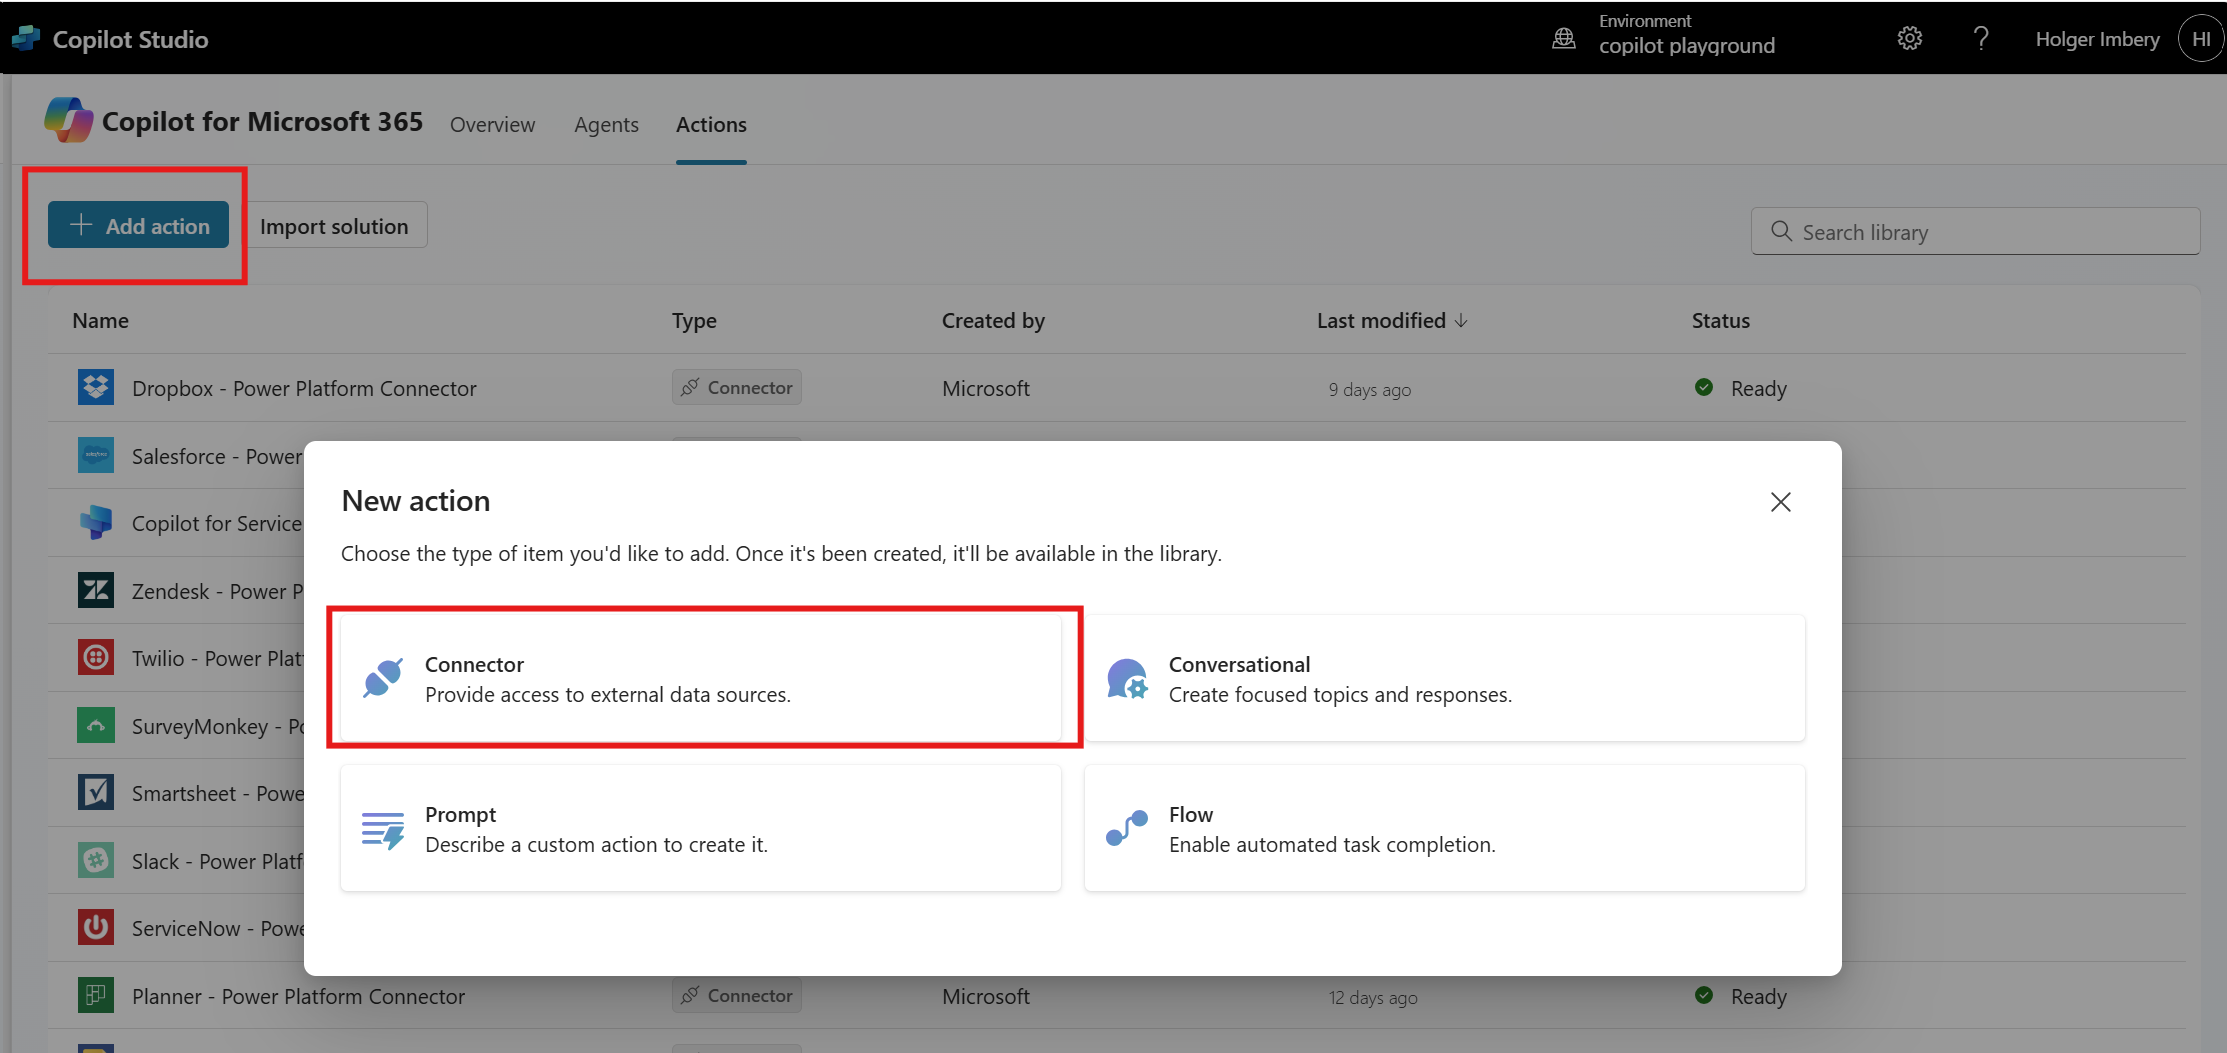 Copilot Studio
Environment
copilot playground
Holger Imbery
HI
Copilot for Microsoft 365
Overview
Agents
Actions
Add action
Import solution
Search library
Name
Type
Created by
Last modified
Status
Dropbox - Power Platform Connector
Connector
Microsoft
9 days ago
Ready
Salesforce - Power
Copilot for Service
Zendesk - Power P
Twilio - Power Plat
SurveyMonkey - Po
Smartsheet - Powe
Slack - Power Platf
ServiceNow - Powe
Planner - Power Platform Connector
Connector
Microsoft
12 days ago
Ready
New action
Choose the type of item you'd like to add. Once it's been created, it'll be available in the library.
Connector
Provide access to external data sources.
Conversational
Create focused topics and responses.
Prompt
Describe a custom action to create it.
Flow
Enable automated task completion.